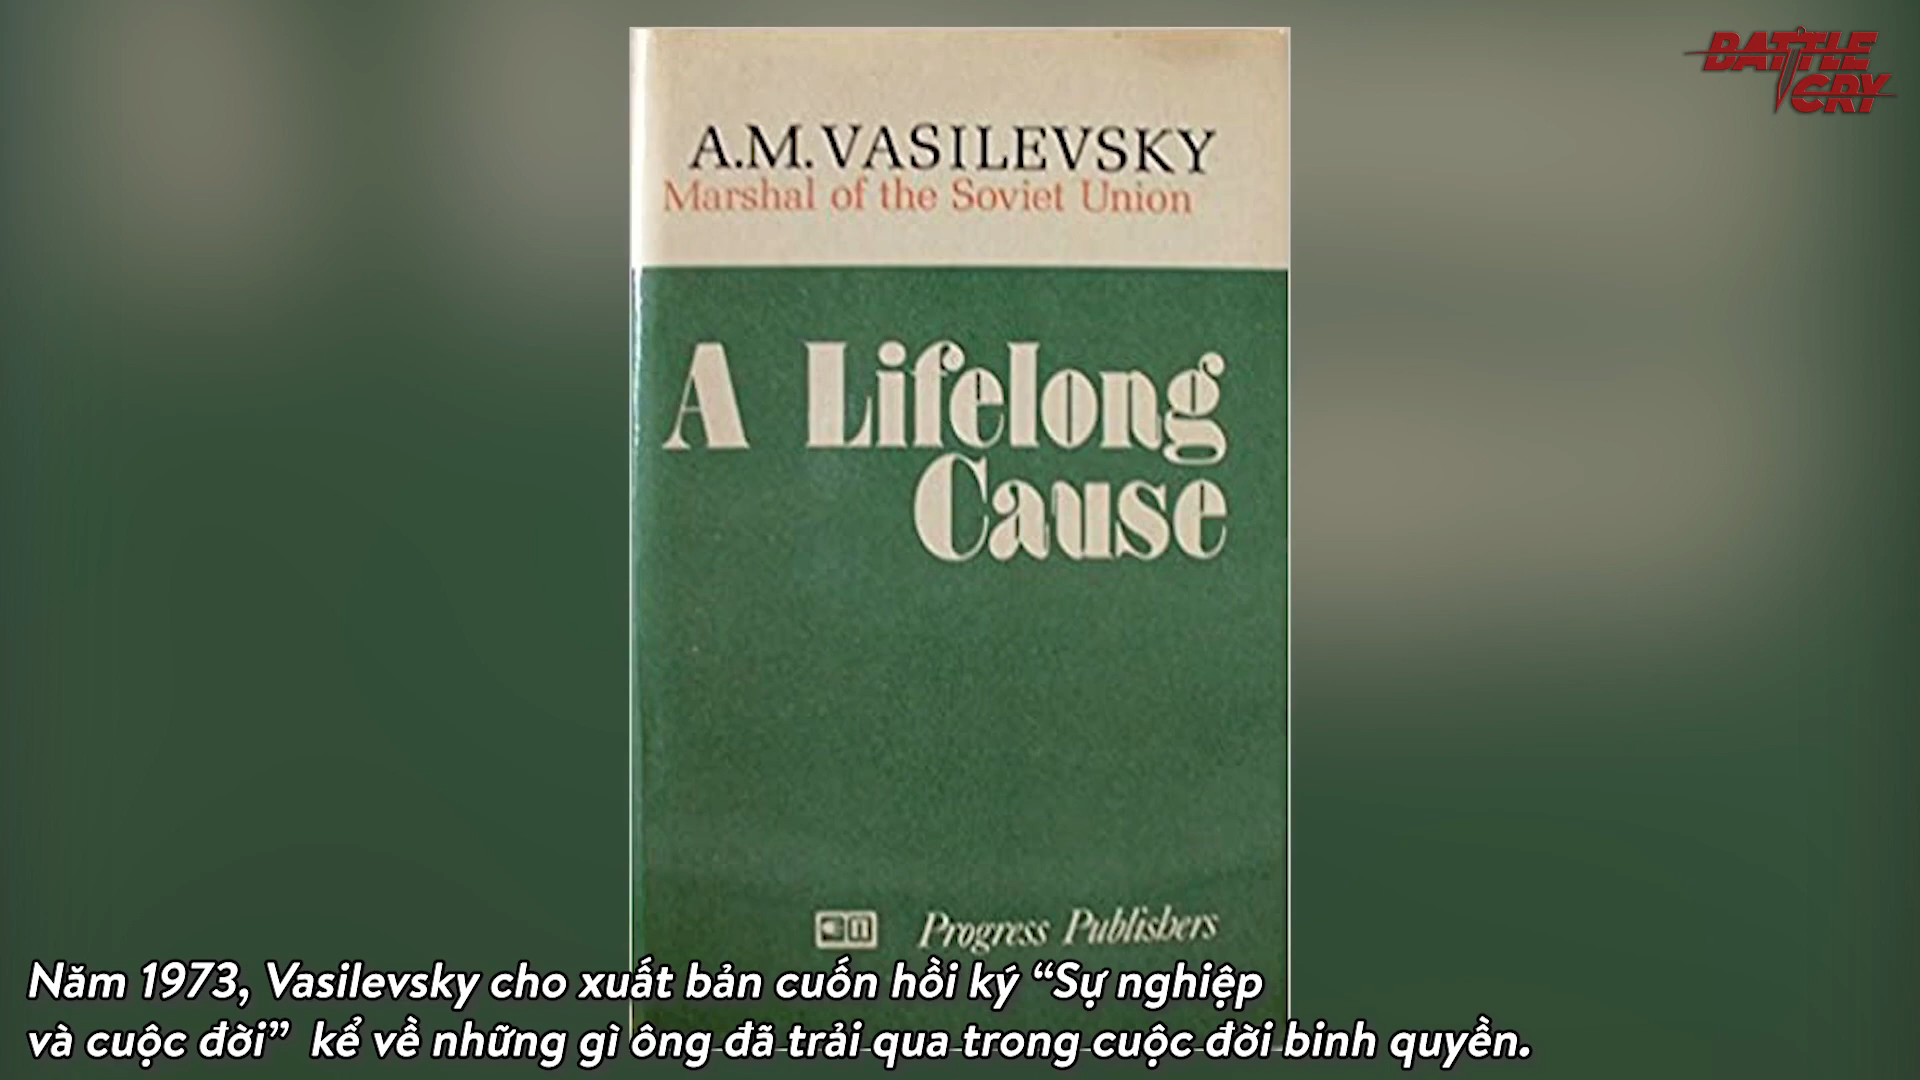 BATTLE
CRY
A.M. VASILEVSKY
Marshal of the Soviet Union
A Lifelong
Cause
Progress Publishers
Năm 1973, Vasilevsky cho xuất bản cuốn hồi ký “Sự nghiệp
và cuộc đời” kể về những gì ông đã trải qua trong cuộc đời binh quyền.